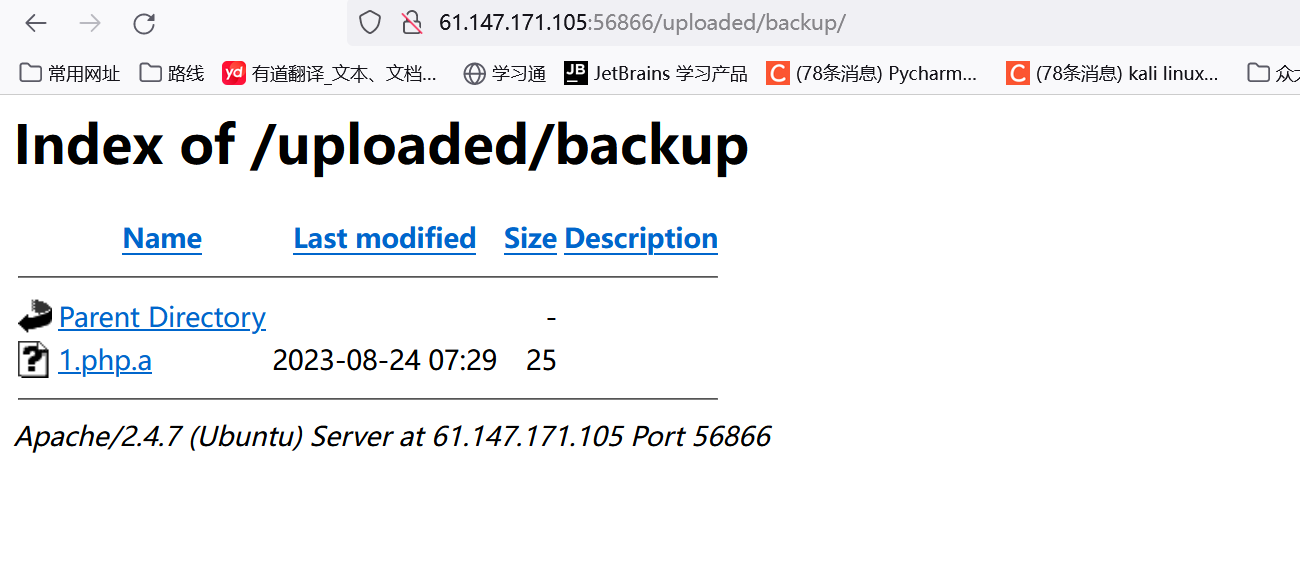 61.147.171.105:56866/uploaded/backup/
常用网址 路线 yd 有道翻译_文本、文档... 学习通 JB JetBrains 学习产品 C (78条消息) Pycharm... C (78条消息) kali linux...
Index of /uploaded/backup
Name Last modified Size Description
Parent Directory -
1.php.a 2023-08-24 07:29 25
Apache/2.4.7 (Ubuntu) Server at 61.147.171.105 Port 56866